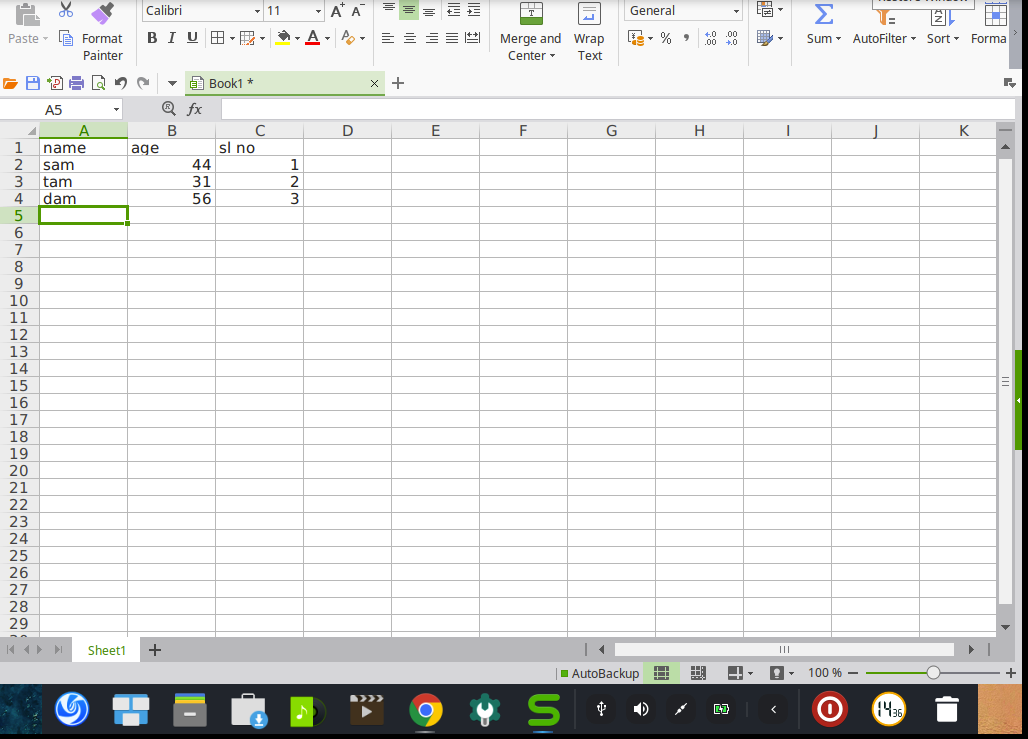 Calibri 11 A+ A- General
Paste Format Painter B I U A Merge and Center Wrap Text % Sum AutoFilter Sort Forma
Book1 *
A5 fx
A B C D E F G H I J K
1 name age sl no
2 sam 44 1
3 tam 31 2
4 dam 56 3
5
6
7
8
9
10
11
12
13
14
15
16
17
18
19
20
21
22
23
24
25
26
27
28
29
Sheet1
AutoBackup 100 %
14 36